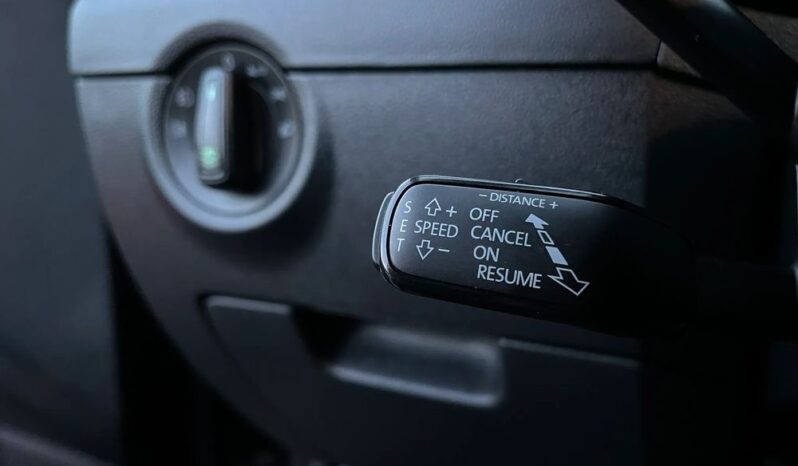 - DISTANCE +
S + OFF
E SPEED CANCEL
T - ON
RESUME